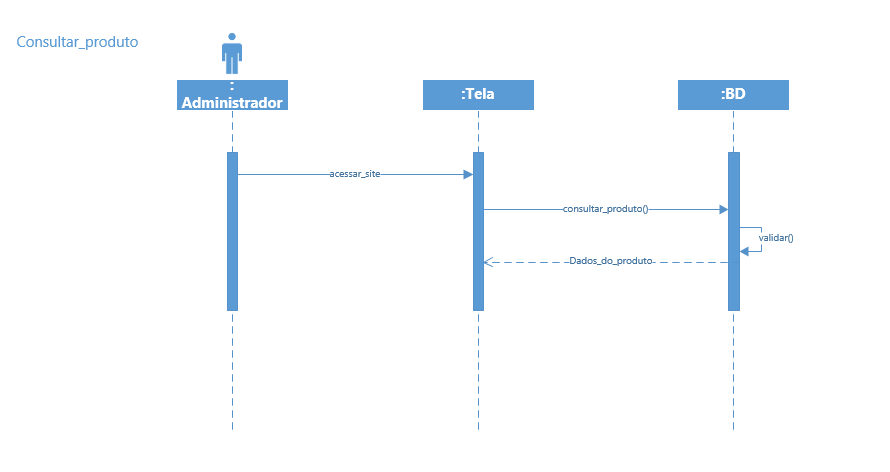 Consultar_produto
:
Administrador
:Tela
:BD
acessar_site
consultar_produto()
validar()
Dados_do_produto